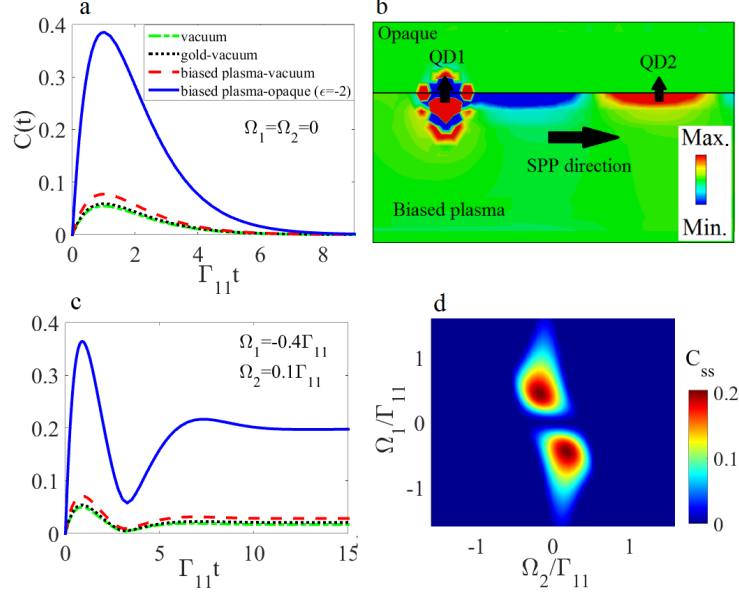 a
0.4
0.3
0.2
0.1
0
C(t)
vacuum
gold-vacuum
biased plasma-vacuum
biased plasma-opaque (ϵ=-2)
Ω1=Ω2=0
0 2 4 6 8
Γ11t
b
Opaque
QD1
QD2
SPP direction
Biased plasma
Max.
Min.
c
0.4
0.3
0.2
0.1
0
Ω1=-0.4Γ11
Ω2=0.1Γ11
0 5 10 15
Γ11t
d
1
0
-1
Ω1/Γ11
-1 0 1
Ω2/Γ11
Css
0.2
0.1
0